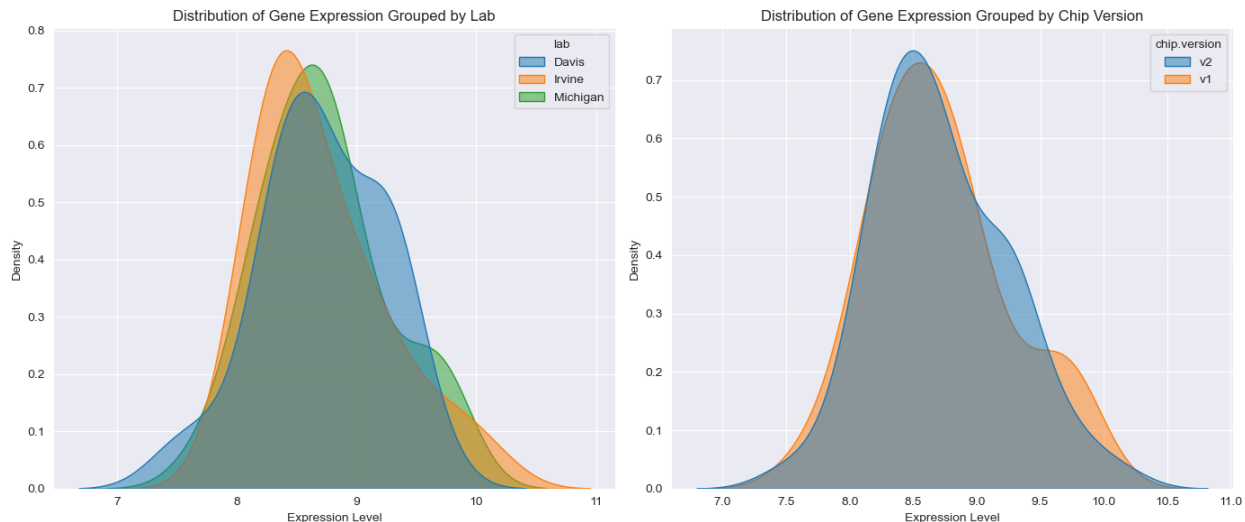 Distribution of Gene Expression Grouped by Lab
0.8
0.7
0.6
0.5
0.4
0.3
0.2
0.1
0.0
Density
lab
Davis
Irvine
Michigan
7 8 9 10 11
Expression Level
Distribution of Gene Expression Grouped by Chip Version
0.7
0.6
0.5
0.4
0.3
0.2
0.1
0.0
Density
chip.version
v2
v1
7.0 7.5 8.0 8.5 9.0 9.5 10.0 10.5 11.0
Expression Level